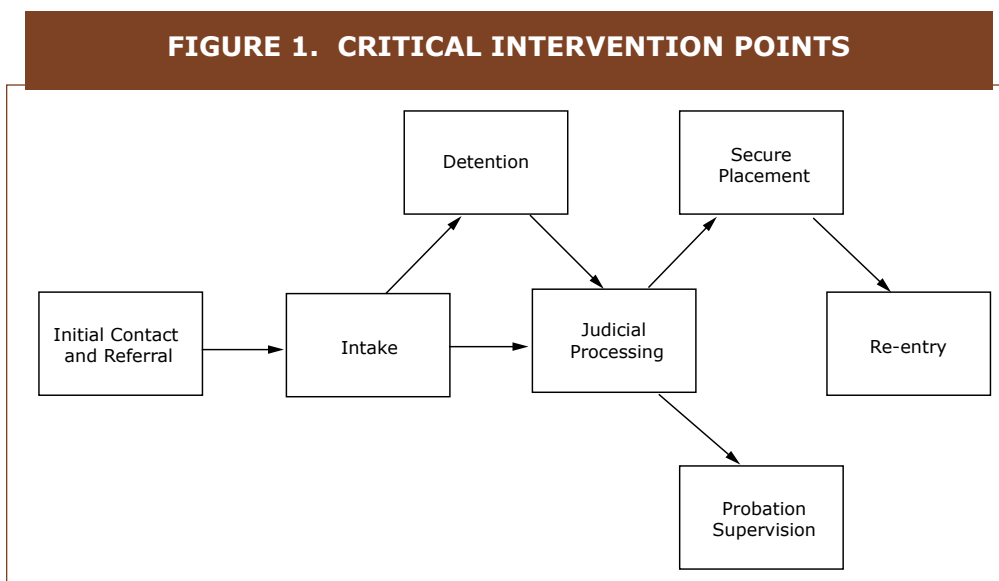 FIGURE 1. CRITICAL INTERVENTION POINTS
Detention
Secure
Placement
Initial Contact
and Referral
Intake
Judicial
Processing
Re-entry
Probation
Supervision